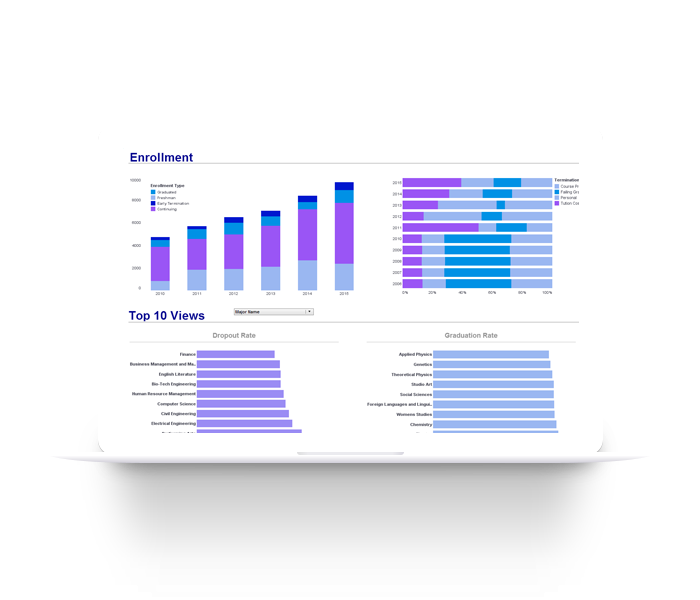 Enrollment
10000
8000
6000
4000
2000
0
Enrollment Type
Graduated
Freshmen
Early Termination
Continuing
2010 2011 2012 2013 2014 2015
2015
2014
2013
2012
2011
2010
2009
2008
2007
2006
0% 20% 40% 60% 80% 100%
Termination
Course Pr
Failing Gr
Personal
Tution Co
Top 10 Views
Major Name
Dropout Rate
Finance
Business Management and Ma..
English Literature
Bio-Tech Engineering
Human Resource Management
Computer Science
Civil Engineering
Electrical Engineering
Graduation Rate
Applied Physics
Genetics
Theoretical Physics
Studio Art
Social Sciences
Foreign Languages and Lingui..
Womens Studies
Chemistry